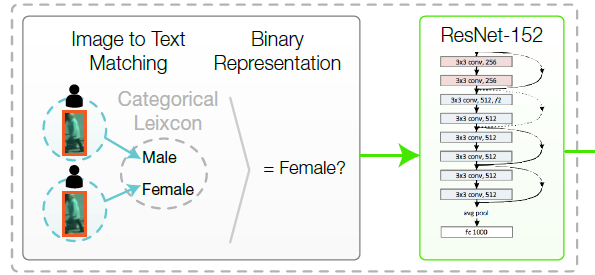 Image to Text
Matching
Binary
Representation
ResNet-152
Categorical
Leixcon
Male
Female
= Female?
3x3 conv, 256
3x3 conv, 256
3x3 conv, 512, /2
3x3 conv, 512
3x3 conv, 512
3x3 conv, 512
3x3 conv, 512
3x3 conv, 512
avg pool
fc 1000